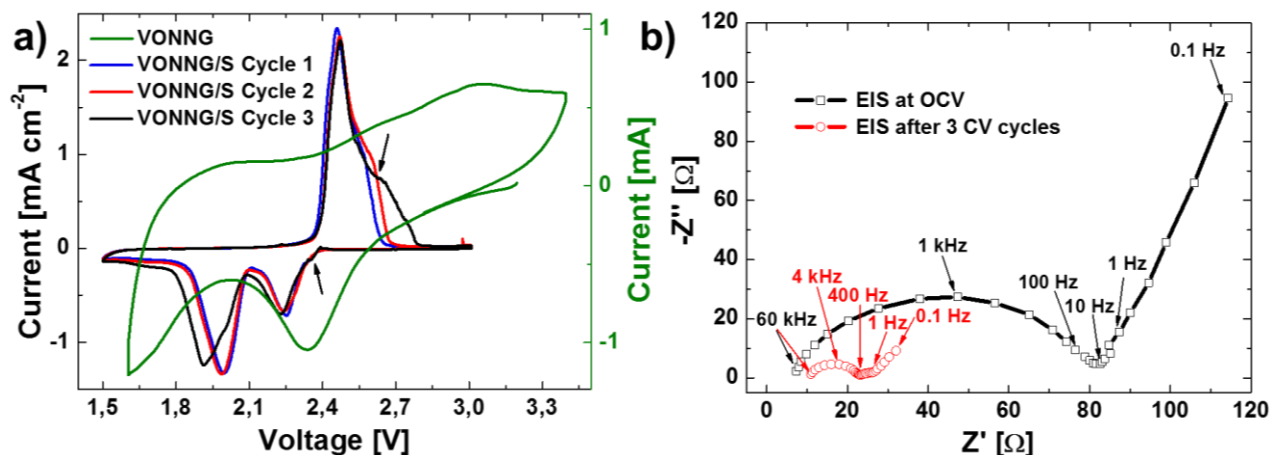 a)
VONNG
VONNG/S Cycle 1
VONNG/S Cycle 2
VONNG/S Cycle 3
Current [mA cm⁻²]
2
1
0
-1
1,5 1,8 2,1 2,4 2,7 3,0 3,3
Voltage [V]
1
0
-1
Current [mA]
b)
EIS at OCV
EIS after 3 CV cycles
-Z'' [Ω]
120
100
80
60
40
20
0
0.1 Hz
1 kHz
4 kHz
400 Hz
100 Hz
1 Hz
10 Hz
60 kHz
1 Hz
0.1 Hz
0 20 40 60 80 100 120
Z' [Ω]